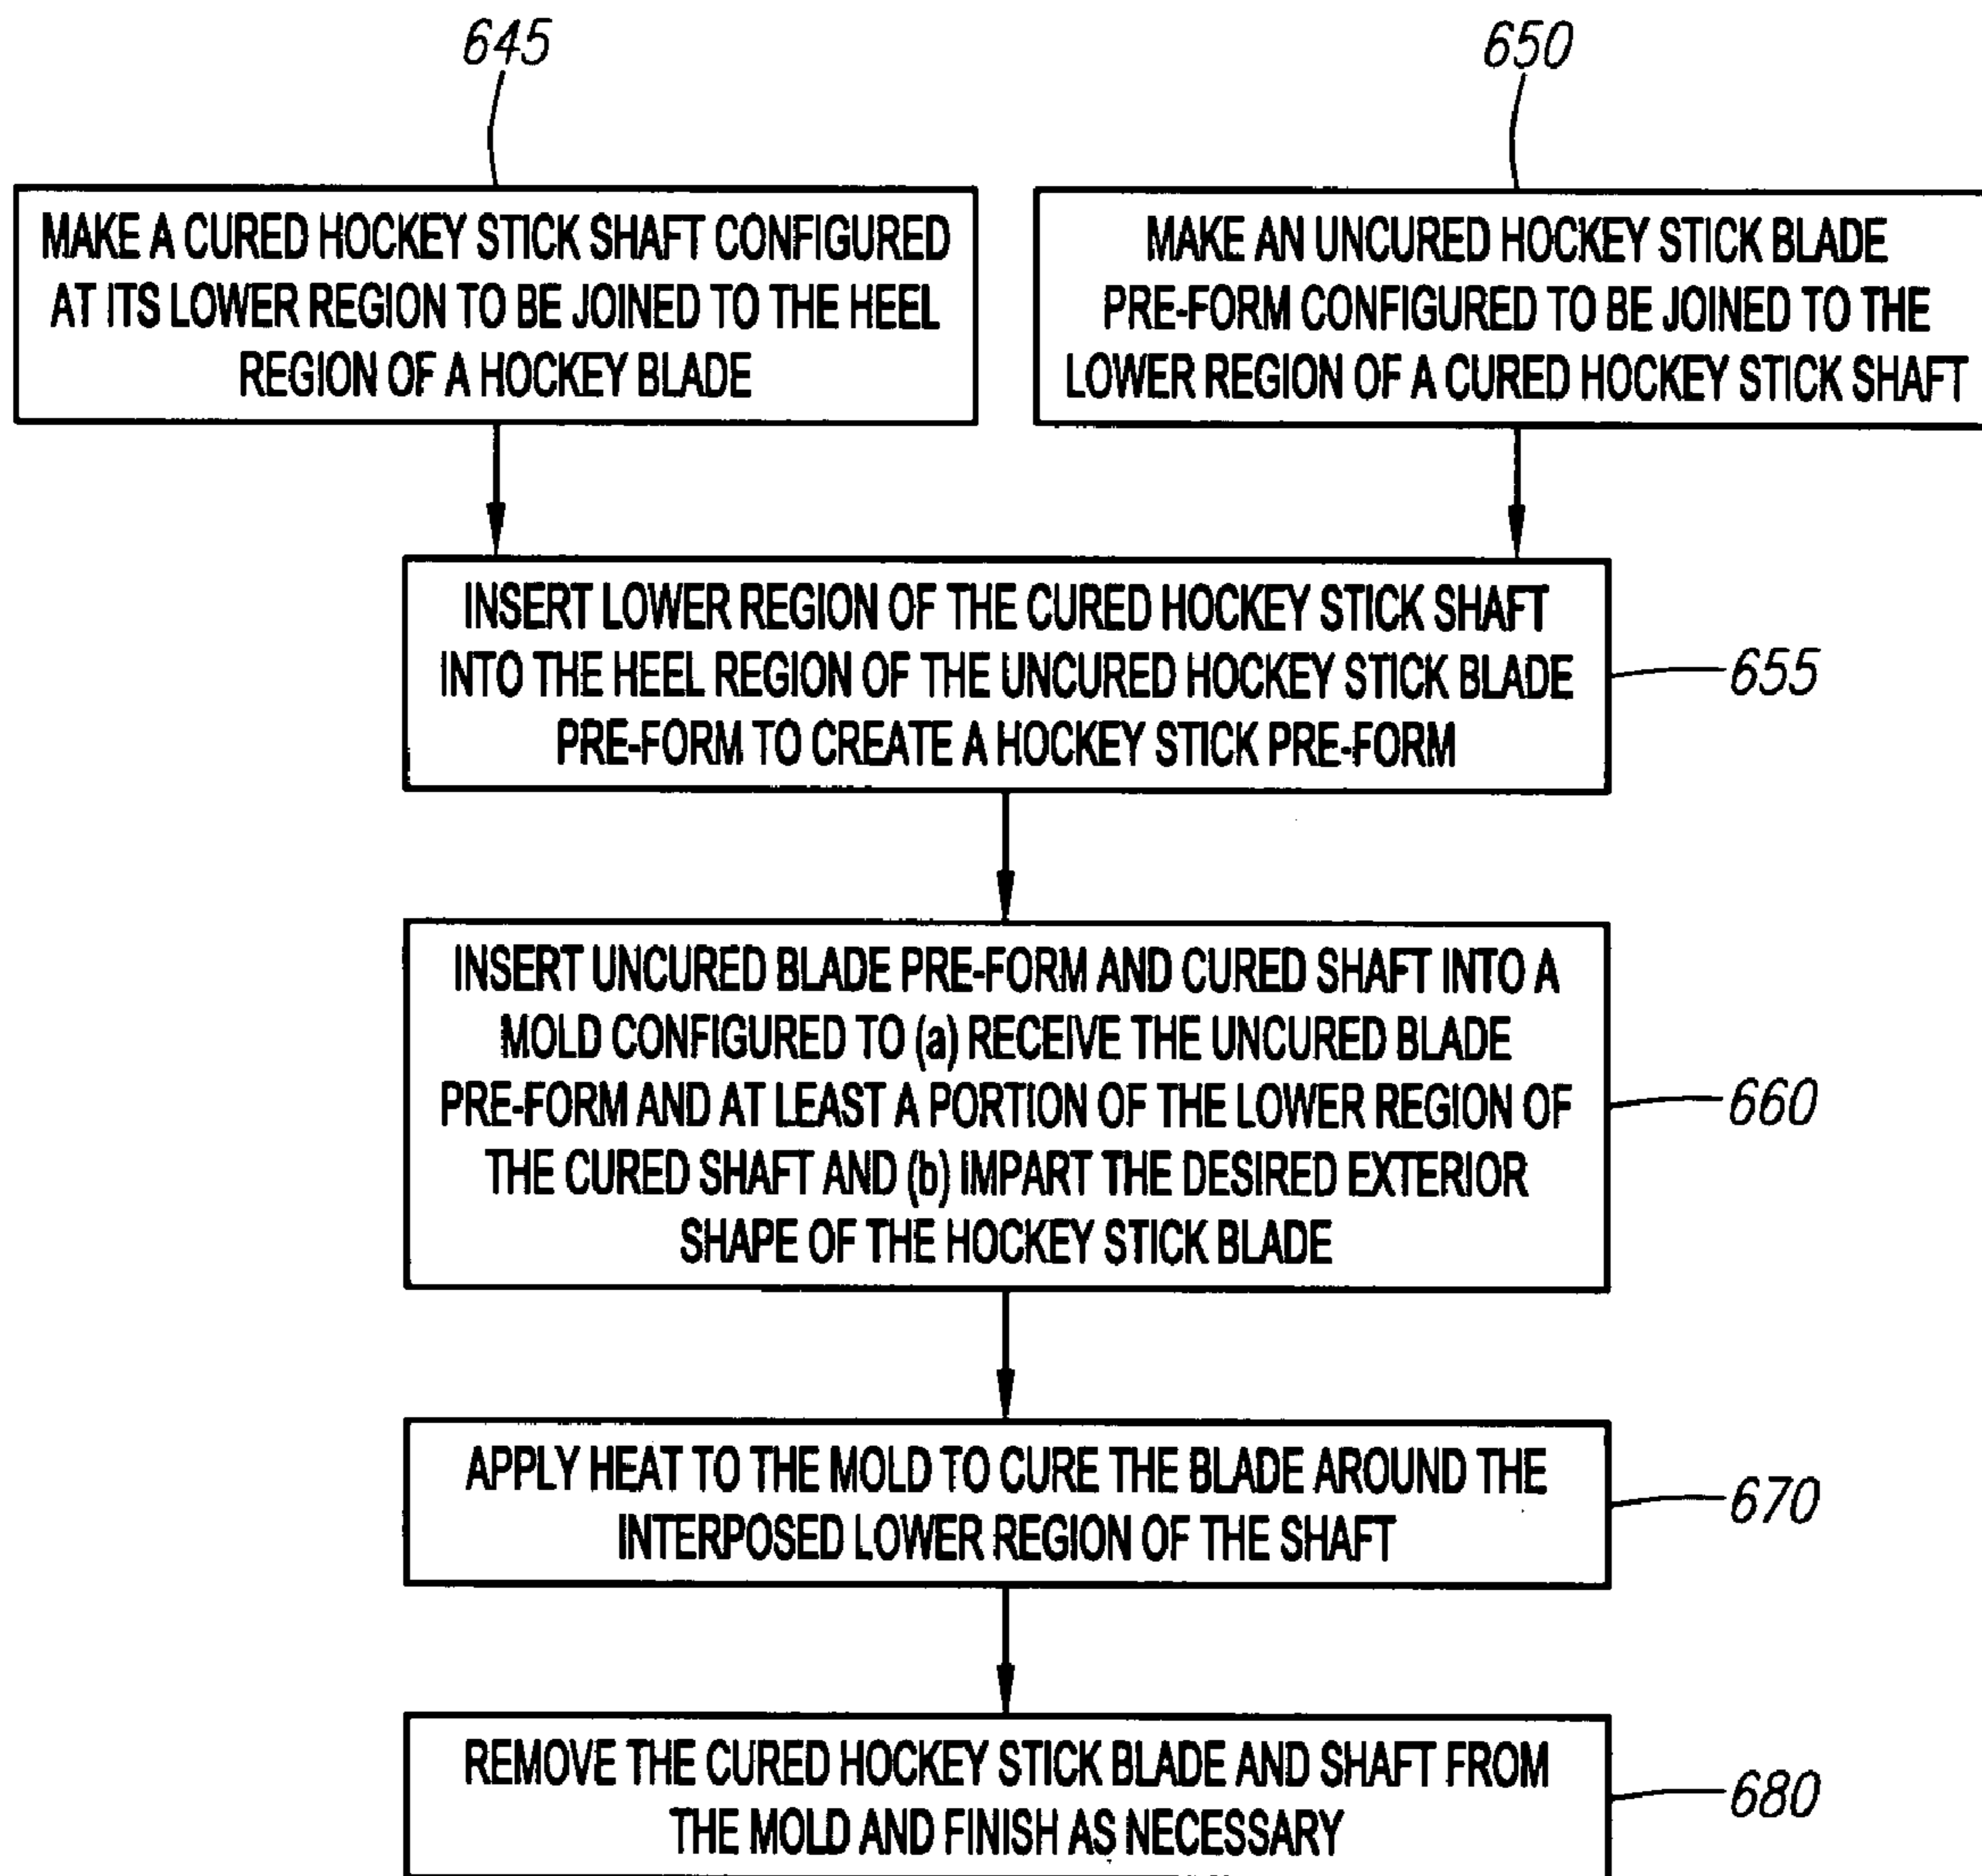 645
650
MAKE A CURED HOCKEY STICK SHAFT CONFIGURED
AT ITS LOWER REGION TO BE JOINED TO THE HEEL
REGION OF A HOCKEY BLADE
MAKE AN UNCURED HOCKEY STICK BLADE
PRE-FORM CONFIGURED TO BE JOINED TO THE
LOWER REGION OF A CURED HOCKEY STICK SHAFT
INSERT LOWER REGION OF THE CURED HOCKEY STICK SHAFT
INTO THE HEEL REGION OF THE UNCURED HOCKEY STICK BLADE
PRE-FORM TO CREATE A HOCKEY STICK PRE-FORM
655
INSERT UNCURED BLADE PRE-FORM AND CURED SHAFT INTO A
MOLD CONFIGURED TO (a) RECEIVE THE UNCURED BLADE
PRE-FORM AND AT LEAST A PORTION OF THE LOWER REGION OF
THE CURED SHAFT AND (b) IMPART THE DESIRED EXTERIOR
SHAPE OF THE HOCKEY STICK BLADE
660
APPLY HEAT TO THE MOLD TO CURE THE BLADE AROUND THE
INTERPOSED LOWER REGION OF THE SHAFT
670
REMOVE THE CURED HOCKEY STICK BLADE AND SHAFT FROM
THE MOLD AND FINISH AS NECESSARY
680